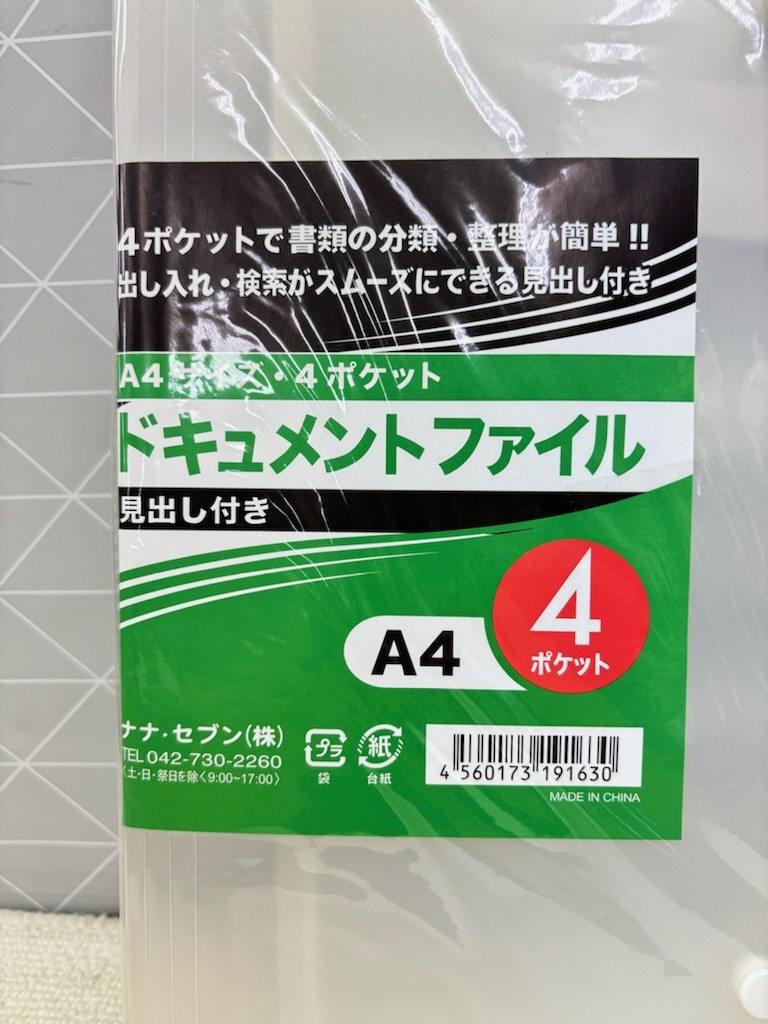 4ポケットで書類の分類・整理が簡単!!
出し入れ・検索がスムーズにできる見出し付き
A4サイズ・4ポケット
ドキュメントファイル
見出し付き
4
ポケット
A4
ナナ・セブン(株)
TEL 042-730-2260
〈土・日・祭日を除く9:00~17:00〉
プラ
袋
紙
台紙
4 560173 191630
MADE IN CHINA